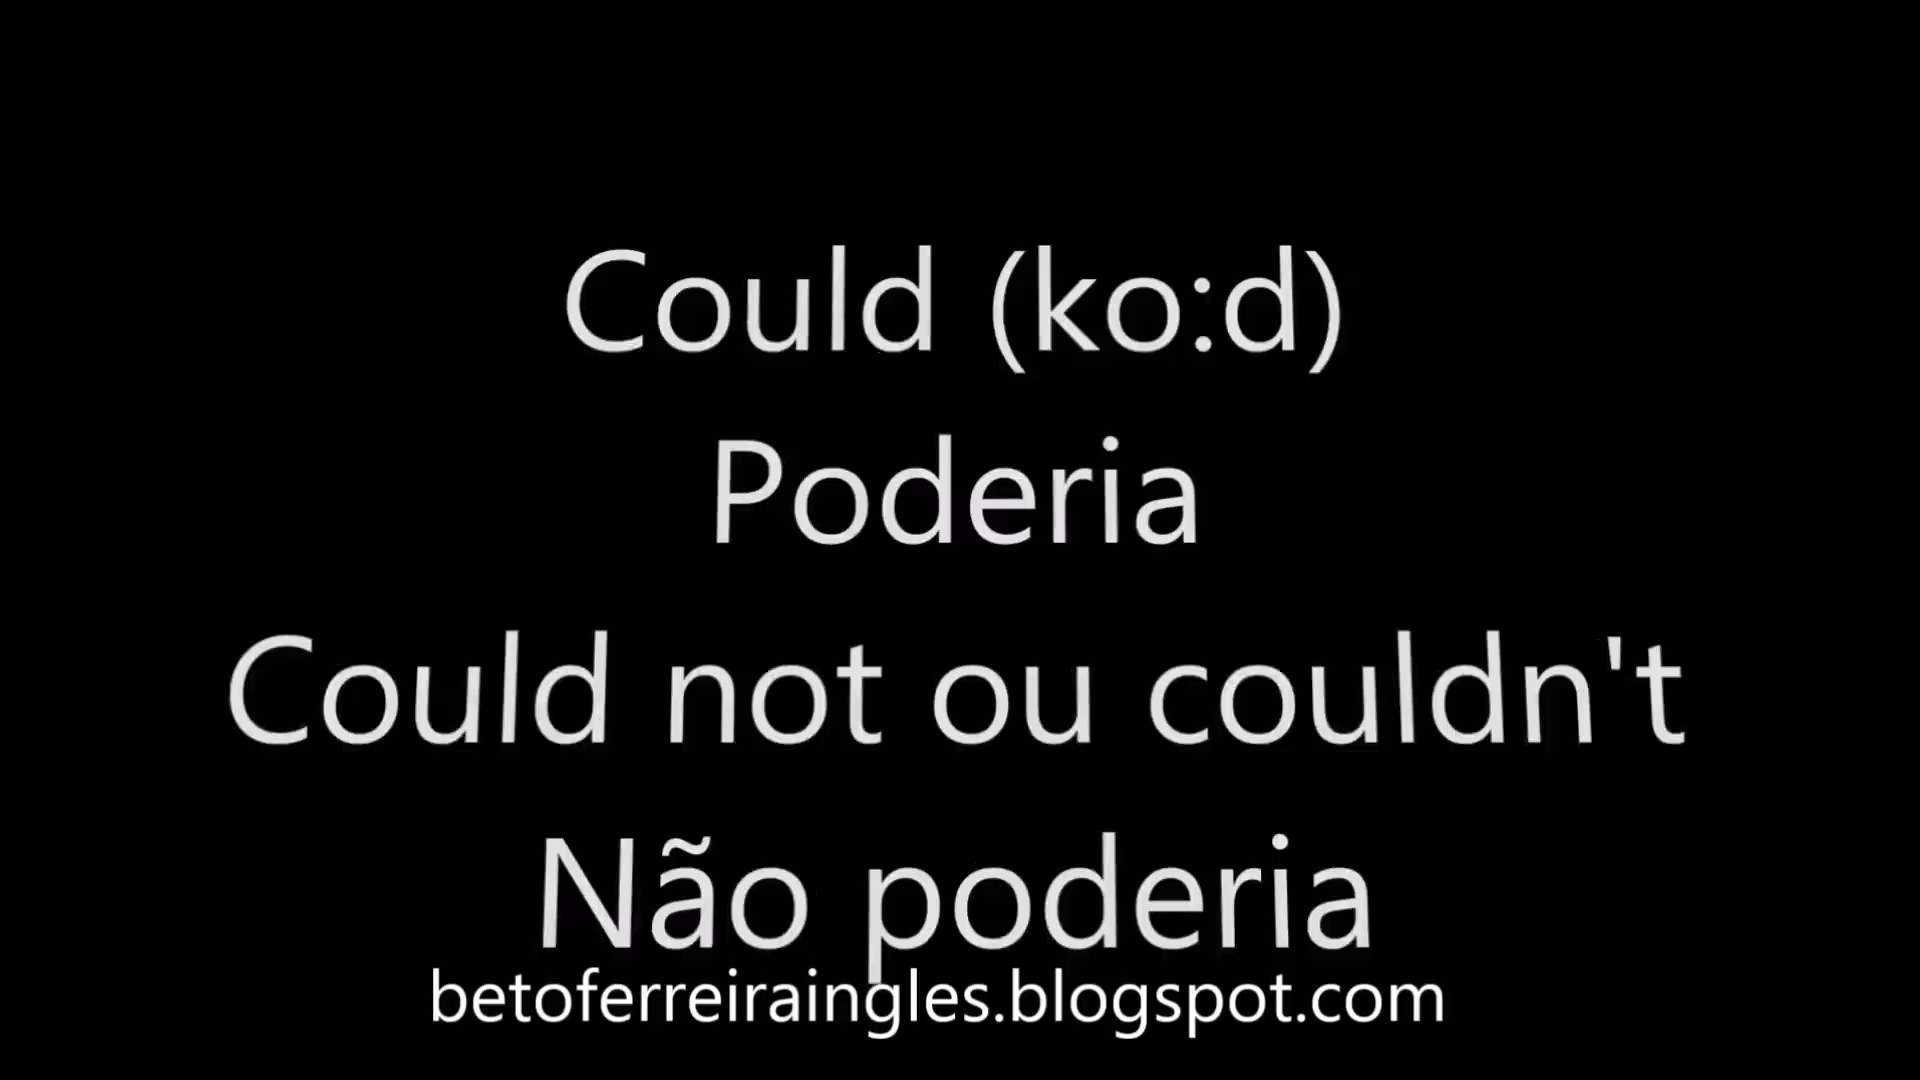 Could (ko:d)
Poderia
Could not ou couldn't
Não poderia
betoferreiraingles.blogspot.com